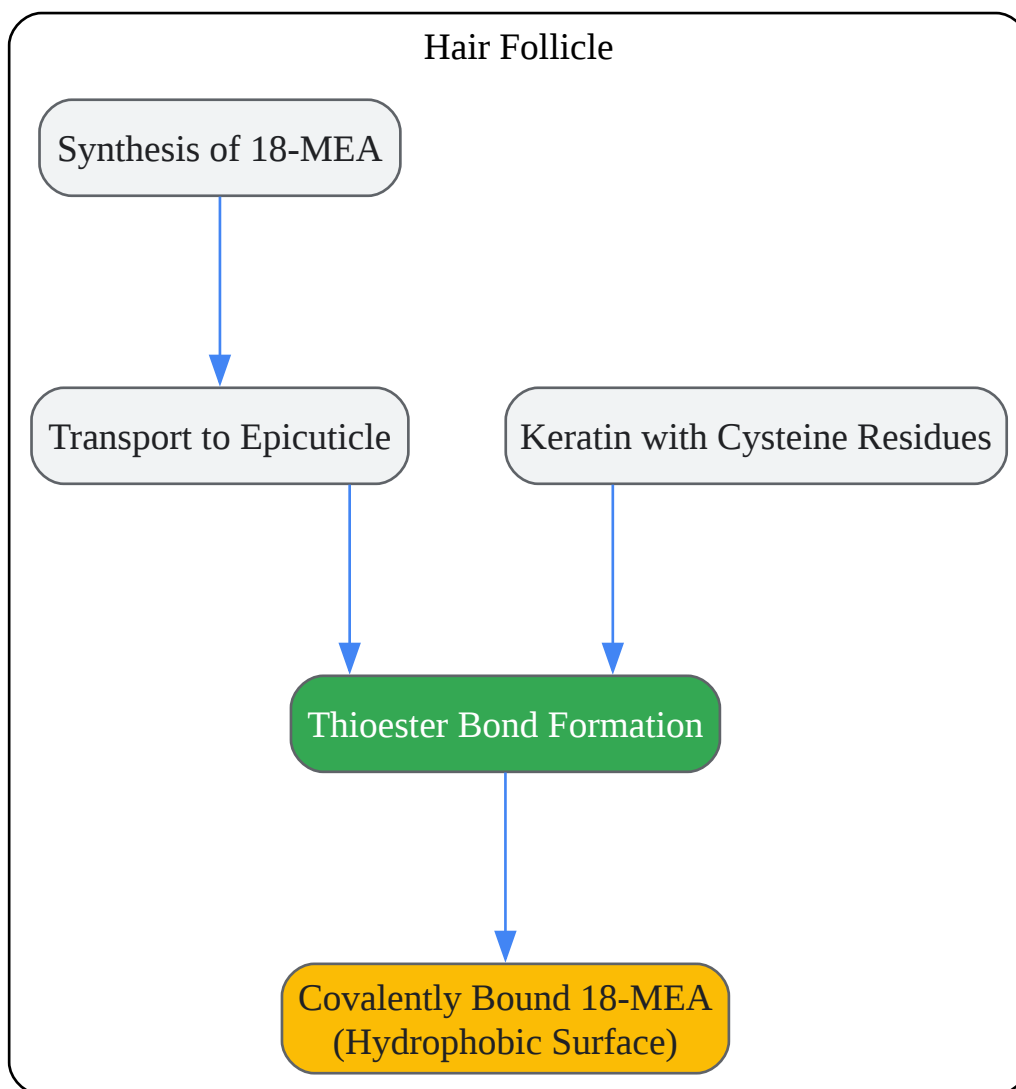 Hair Follicle
Synthesis of 18-MEA
Transport to Epicuticle
Keratin with Cysteine Residues
Thioester Bond Formation
Covalently Bound 18-MEA
(Hydrophobic Surface)